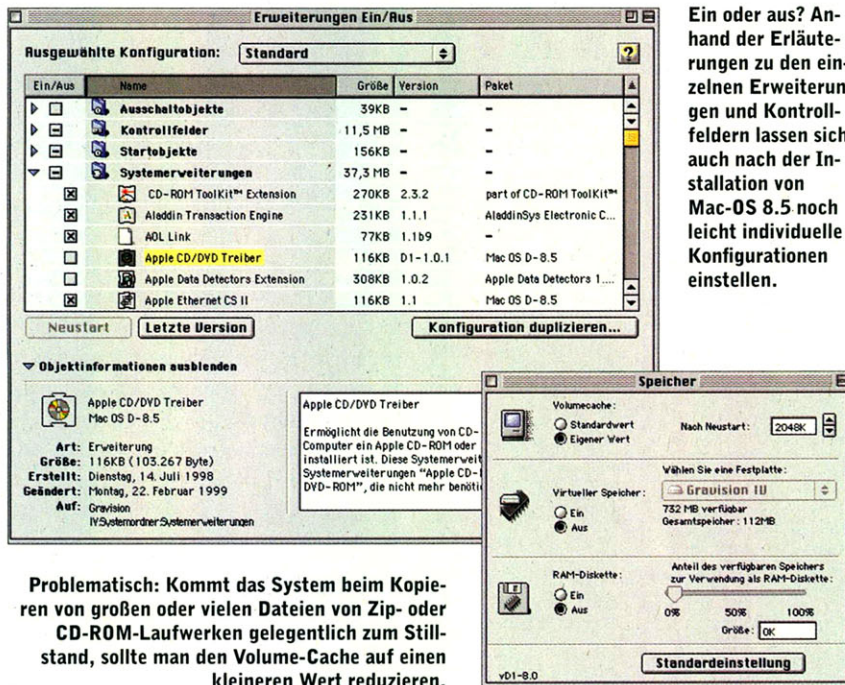 Erweiterungen Ein/Aus
Ausgewählte Konfiguration: Standard
?
Ein/Aus Name Größe Version Paket
Ausschaltobjekte 39KB – –
Kontrollfelder 11,5 MB – –
Startobjekte 156KB – –
Systemerweiterungen 37,3 MB – –
CD-ROM ToolKit™ Extension 270KB 2.3.2 part of CD-ROM ToolKit™
Aladdin Transaction Engine 231KB 1.1.1 AladdinSys Electronic C...
AOL Link 77KB 1.1b9 –
Apple CD/DVD Treiber 116KB D1-1.0.1 Mac OS D-8.5
Apple Data Detectors Extension 308KB 1.0.2 Apple Data Detectors 1....
Apple Ethernet CS II 116KB 1.1 Mac OS D-8.5
Neustart Letzte Version Konfiguration duplizieren...
Objektinformationen ausblenden
Apple CD/DVD Treiber
Mac OS D-8.5
Art: Erweiterung
Größe: 116KB (103.267 Byte)
Erstellt: Dienstag, 14. Juli 1998
Geändert: Montag, 22. Februar 1999
Auf: Gravision
IV:Systemordner:Systemerweiterungen
Apple CD/DVD Treiber
Ermöglicht die Benutzung von CD-
Computer ein Apple CD-ROM oder
installiert ist. Diese Systemerweit
Systemerweiterungen "Apple CD-
DVD-ROM", die nicht mehr benöti
Ein oder aus? An-
hand der Erläute-
rungen zu den ein-
zelnen Erweiterun
gen und Kontroll-
feldern lassen sich
auch nach der In-
stallation von
Mac-OS 8.5 noch
leicht individuelle
Konfigurationen
einstellen.
Speicher
Volumecache:
Standardwert
Eigener Wert
Nach Neustart: 2048K
Wählen Sie eine Festplatte:
Virtueller Speicher: Gravision IV
Ein
Aus
732 MB verfügbar
Gesamtspeicher: 112MB
RAM-Diskette:
Ein
Aus
Anteil des verfügbaren Speichers
zur Verwendung als RAM-Diskette:
0% 50% 100%
Größe: 0K
Standardeinstellung
vD1-8.0
Problematisch: Kommt das System beim Kopie-
ren von großen oder vielen Dateien von Zip- oder
CD-ROM-Laufwerken gelegentlich zum Still-
stand, sollte man den Volume-Cache auf einen
kleineren Wert reduzieren.